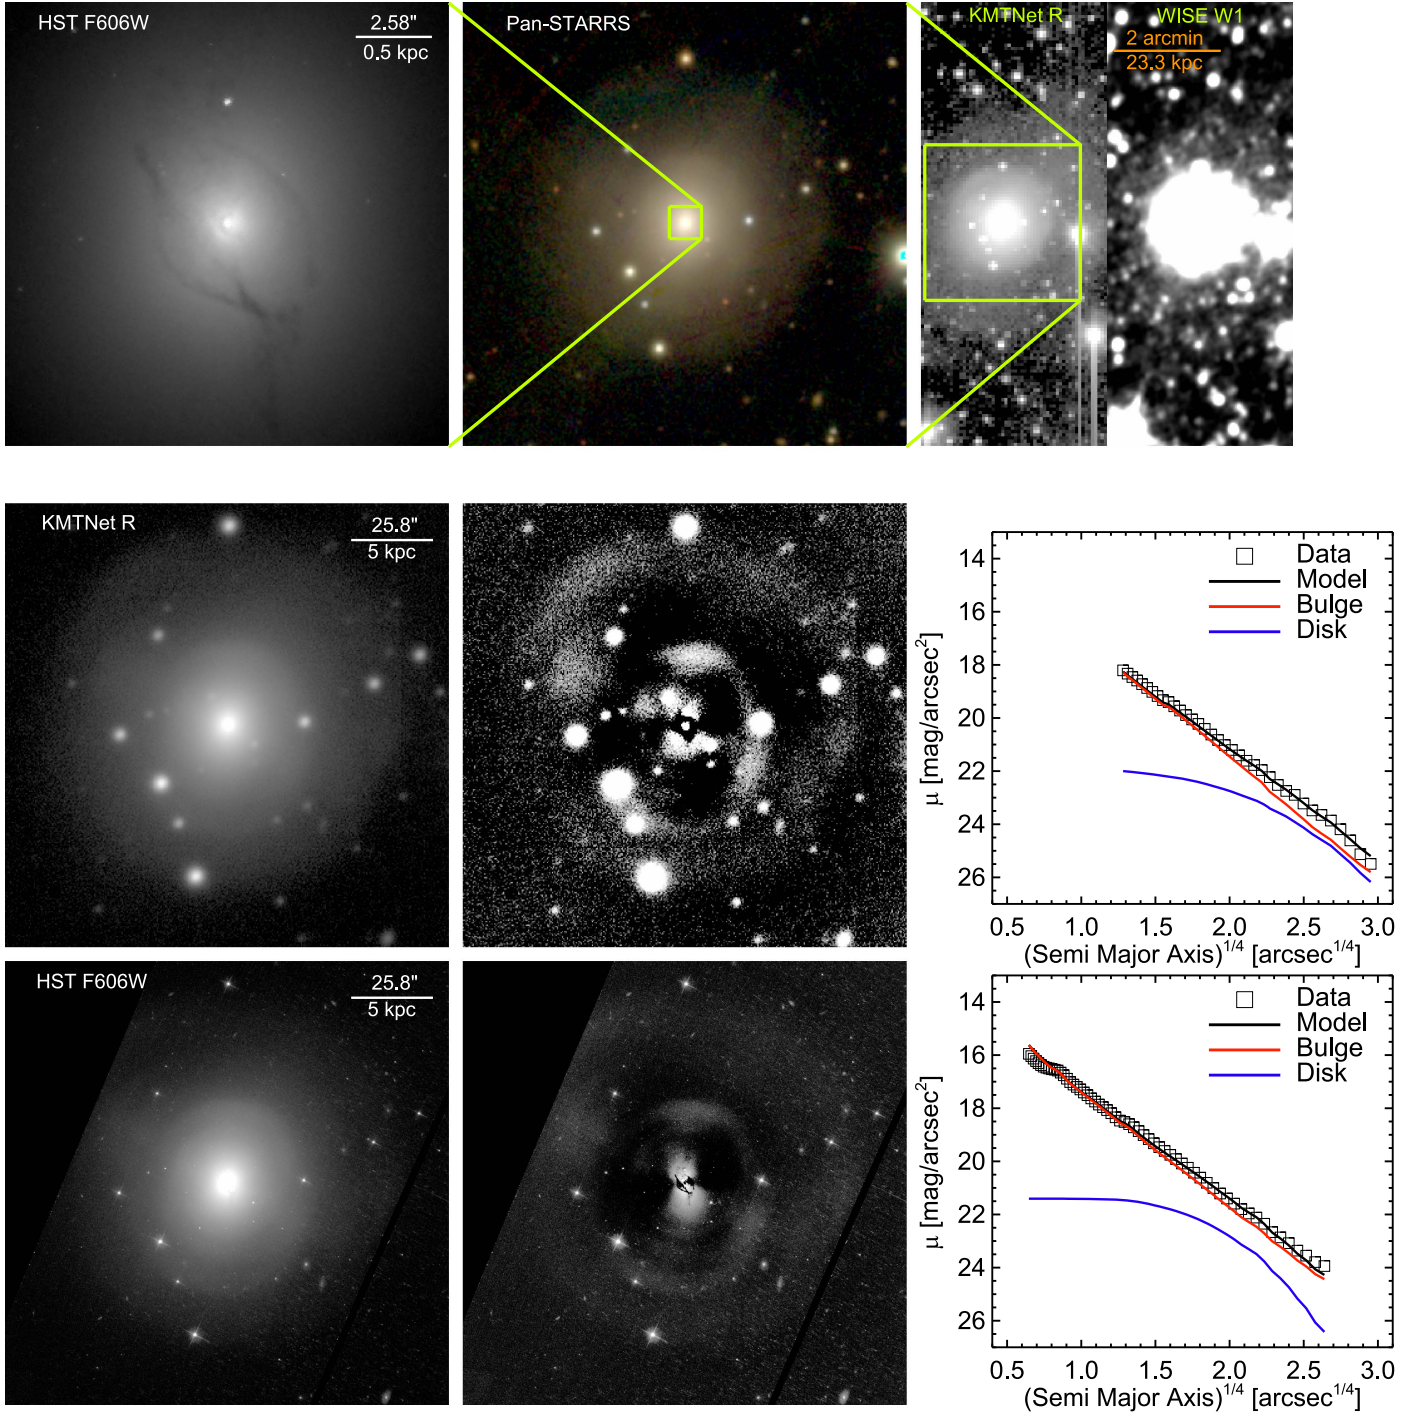 HST F606W
2.58"
0.5 kpc
Pan-STARRS
KMTNet R
WISE W1
2 arcmin
23.3 kpc
KMTNet R
25.8"
5 kpc
14
16
18
20
22
24
26
μ [mag/arcsec²]
Data
Model
Bulge
Disk
0.5 1.0 1.5 2.0 2.5 3.0
(Semi Major Axis)^1/4 [arcsec^1/4]
HST F606W
25.8"
5 kpc
14
16
18
20
22
24
26
μ [mag/arcsec²]
Data
Model
Bulge
Disk
0.5 1.0 1.5 2.0 2.5 3.0
(Semi Major Axis)^1/4 [arcsec^1/4]